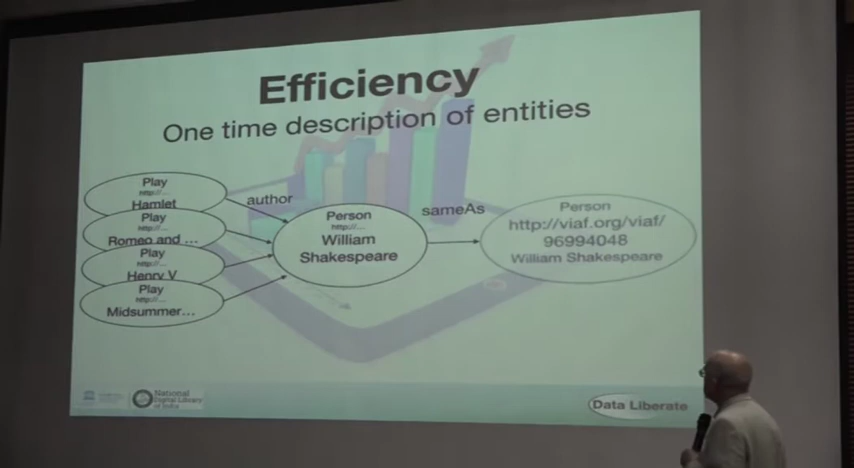 Efficiency
One time description of entities
Play
http://...
Hamlet
Play
http://...
Romeo and ...
Play
http://...
Henry V
Play
http://...
Midsummer...
author
Person
http://...
William
Shakespeare
sameAs
Person
http://viaf.org/viaf/
96994048
William Shakespeare
National
Digital Library
of India
Data Liberate